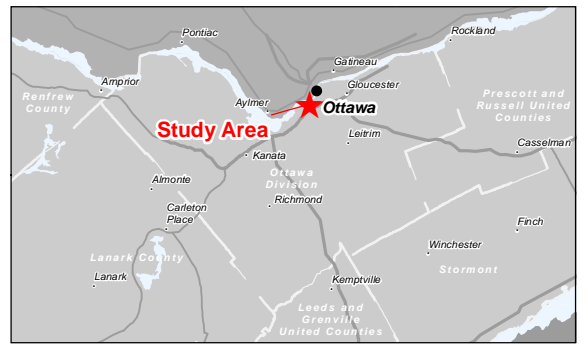 Rockland
Pontiac
Gatineau
Arnprior
Gloucester
Renfrew
County
Prescott and
Russell United
Counties
Aylmer
Ottawa
Study Area
Leitrim
Casselman
Kanata
Ottawa
Division
Almonte
Richmond
Carleton
Place
Finch
Winchester
Lanark County
Stormont
Lanark
Kemptville
Leeds and
Grenville
United Counties